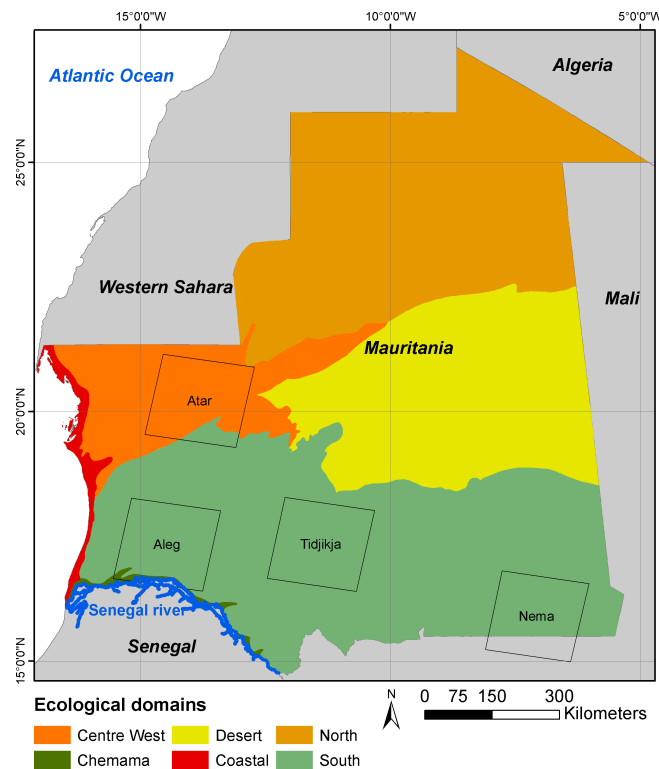 15°0'0"W 10°0'0"W 5°0'0"W
Atlantic Ocean
Algeria
25°0'0"N
Western Sahara
Mali
Mauritania
Atar
20°0'0"N
Aleg
Tidjikja
Nema
Senegal river
Senegal
15°0'0"N
Ecological domains
Centre West Desert North
Chemama Coastal South
N
0 75 150 300
Kilometers